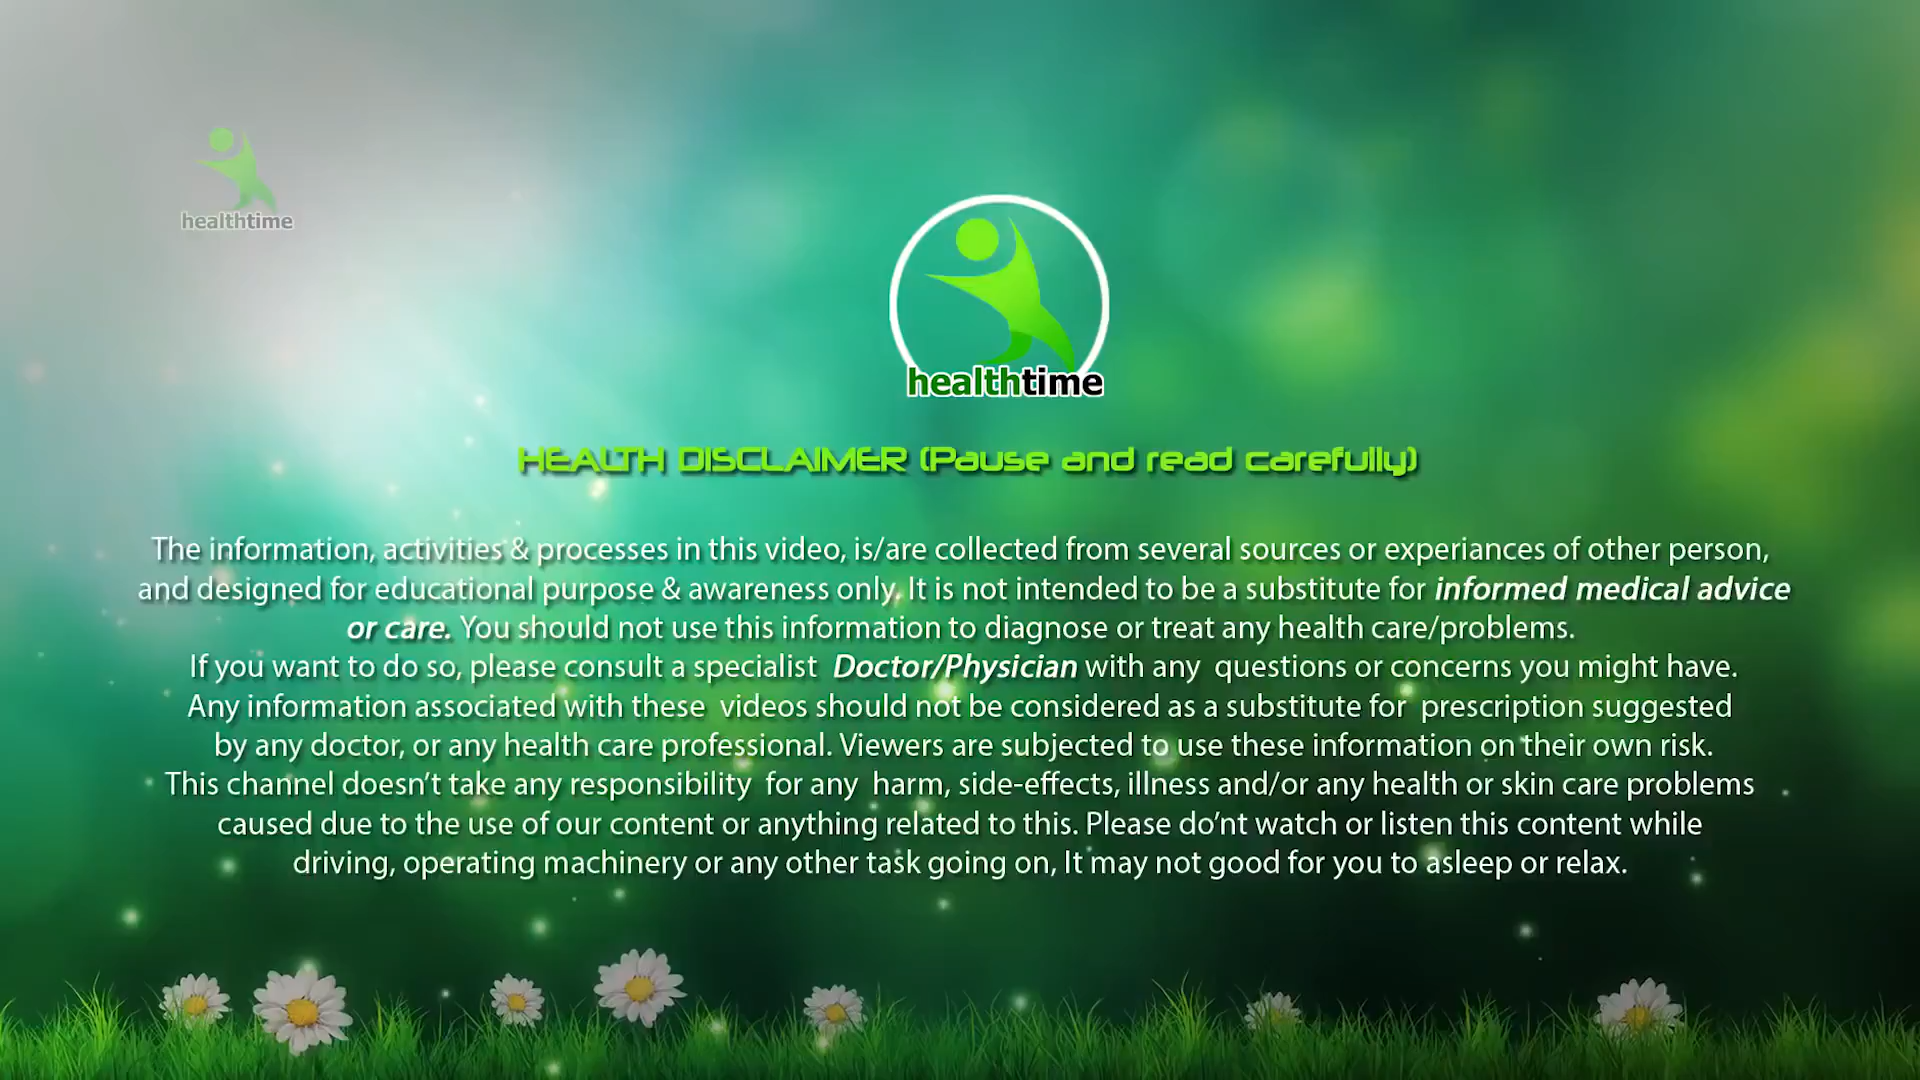 healthtime
healthtime
HEALTH DISCLAIMER (Pause and read carefully)
The information, activities & processes in this video, is/are collected from several sources or experiances of other person,
and designed for educational purpose & awareness only. It is not intended to be a substitute for informed medical advice
or care. You should not use this information to diagnose or treat any health care/problems.
If you want to do so, please consult a specialist Doctor/Physician with any questions or concerns you might have.
Any information associated with these videos should not be considered as a substitute for prescription suggested
by any doctor, or any health care professional. Viewers are subjected to use these information on their own risk.
This channel doesn’t take any responsibility for any harm, side-effects, illness and/or any health or skin care problems
caused due to the use of our content or anything related to this. Please do’nt watch or listen this content while
driving, operating machinery or any other task going on, It may not good for you to asleep or relax.